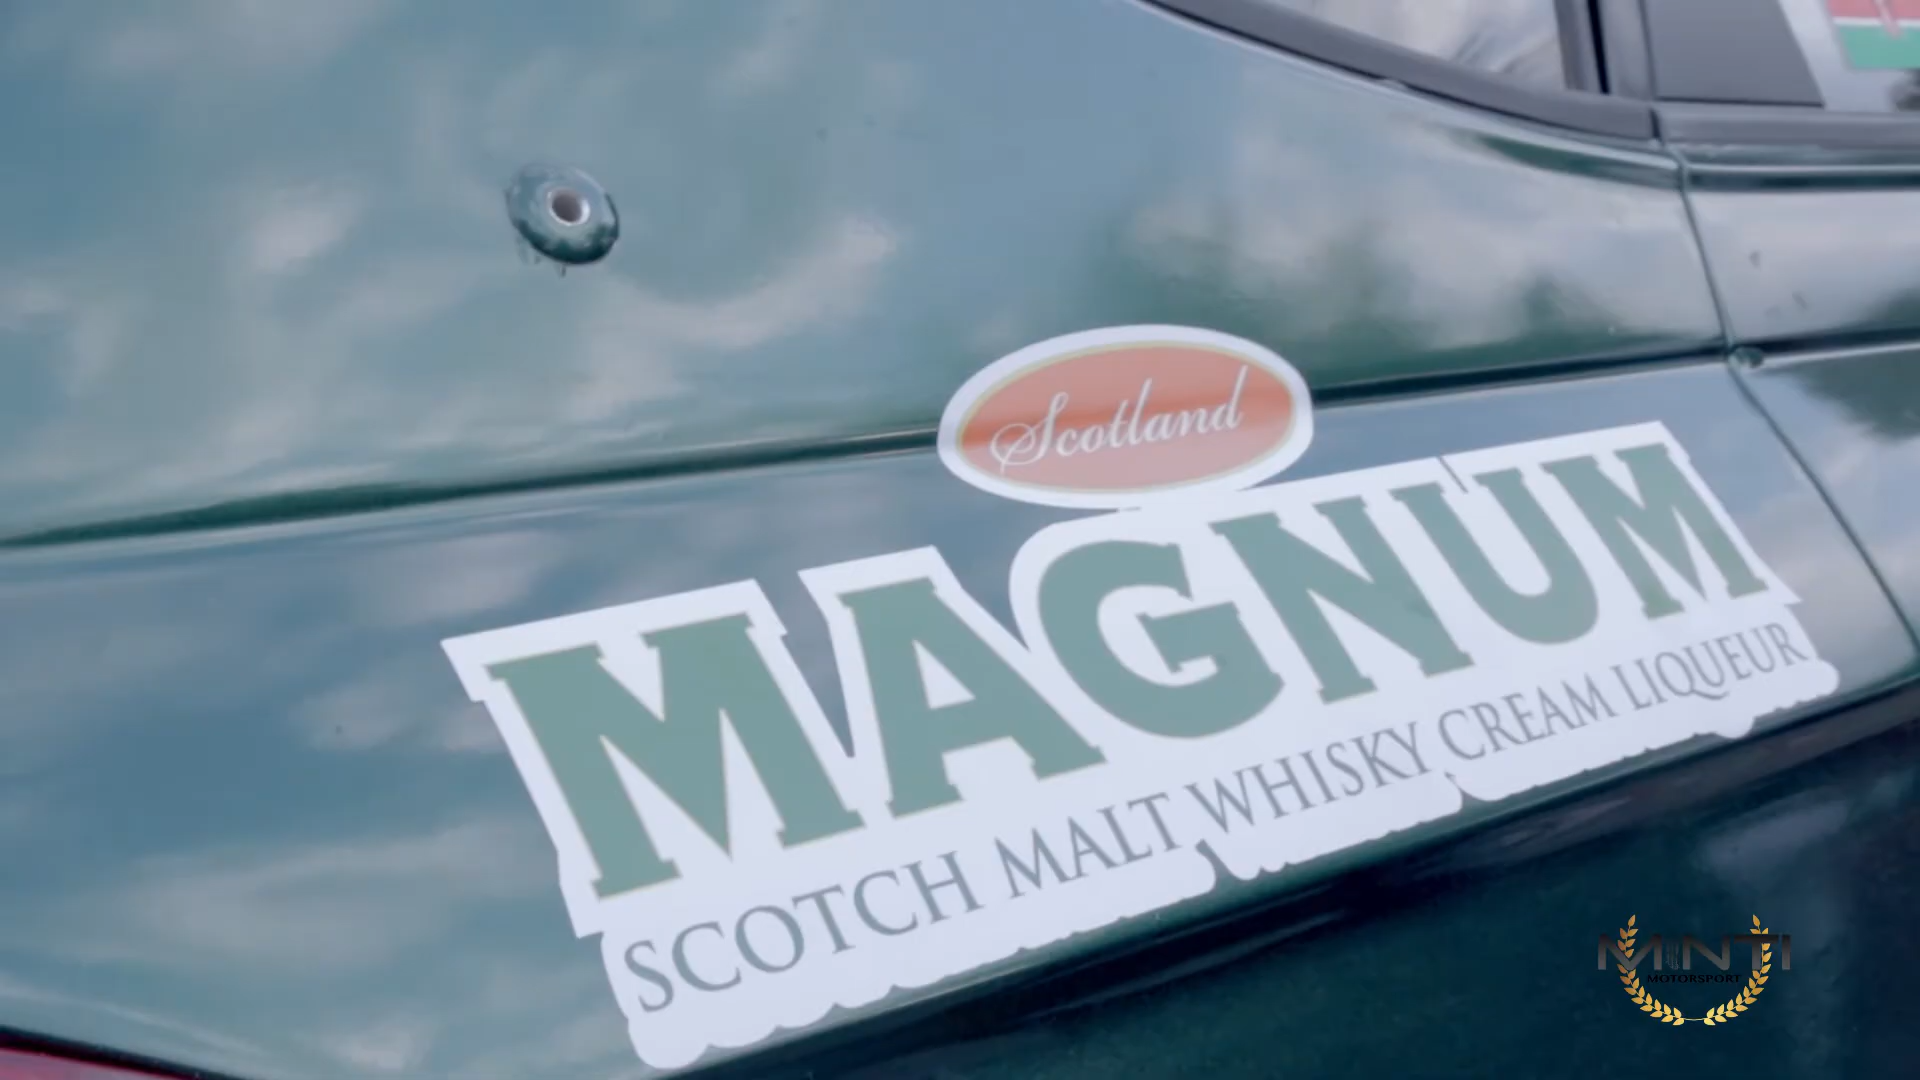 Scotland
MAGNUM
SCOTCH MALT WHISKY CREAM LIQUEUR
MINTI
MOTORSPORT